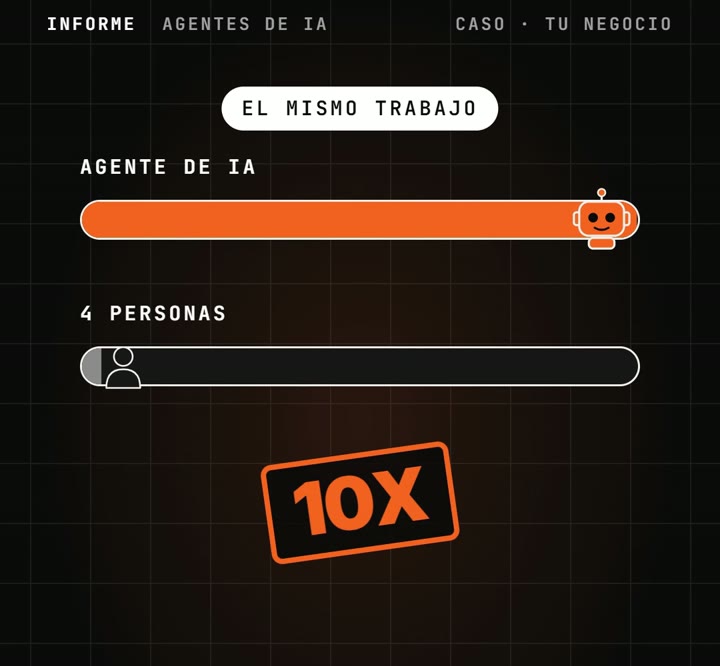 INFORME AGENTES DE IA CASO · TU NEGOCIO
EL MISMO TRABAJO
AGENTE DE IA
4 PERSONAS
10X